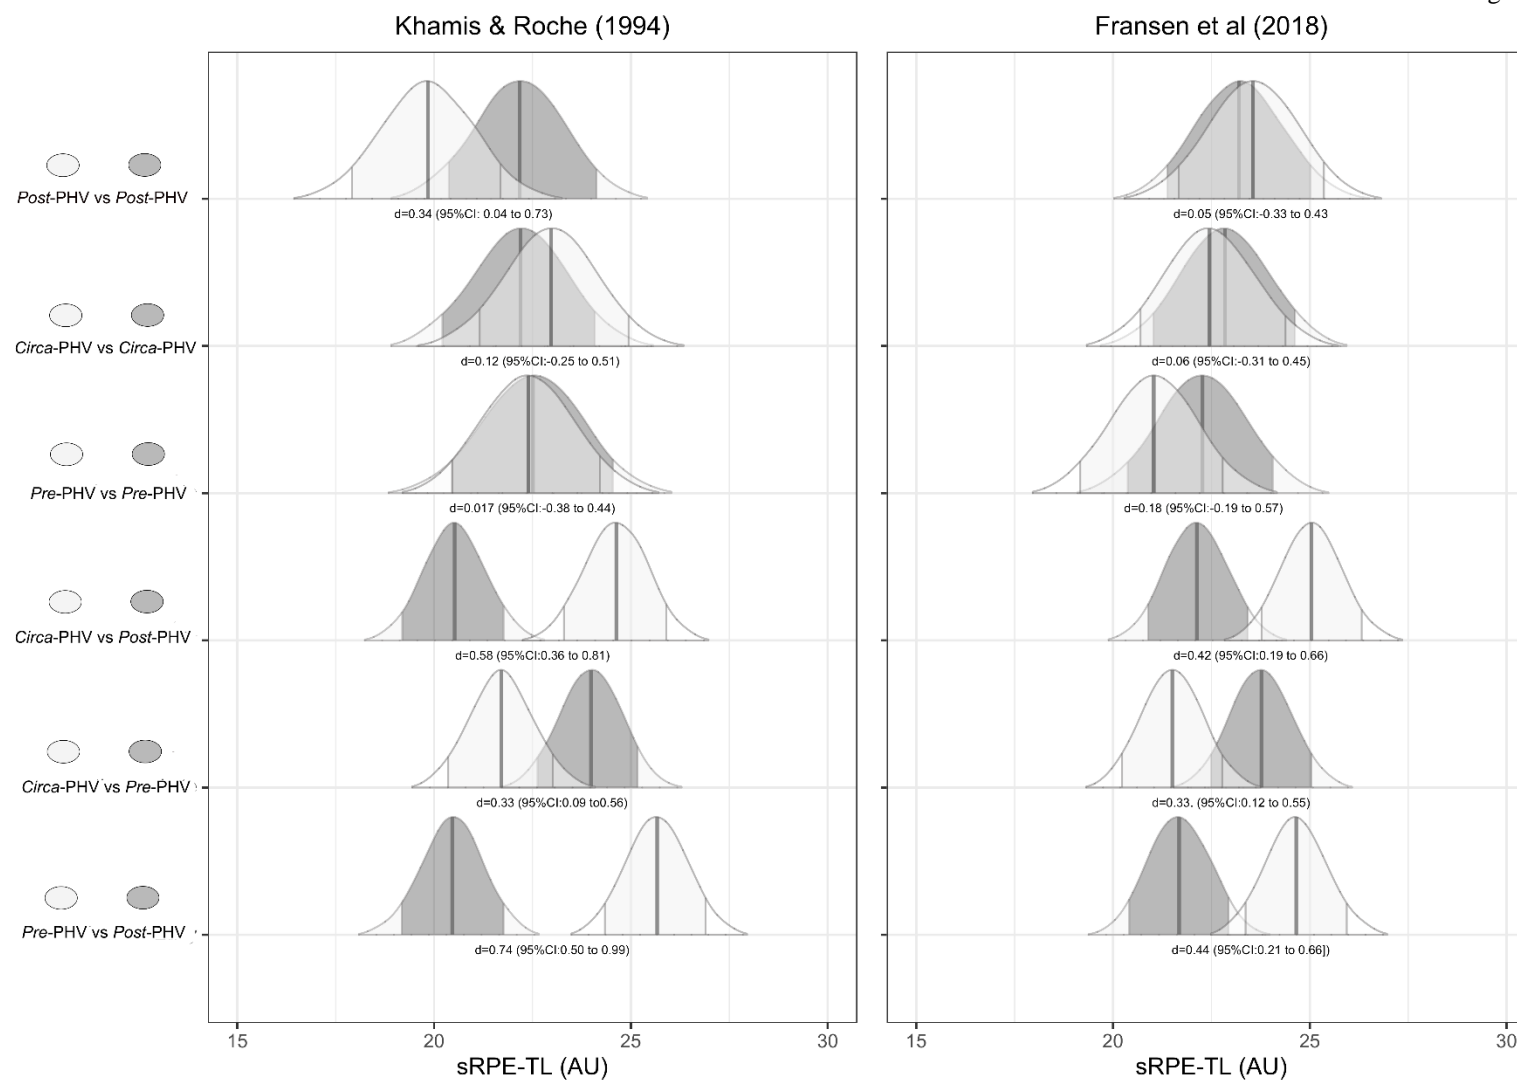 g
Khamis & Roche (1994)
Fransen et al (2018)
Post-PHV vs Post-PHV
d=0.34 (95%CI: 0.04 to 0.73)
d=0.05 (95%CI:-0.33 to 0.43
Circa-PHV vs Circa-PHV
d=0.12 (95%CI:-0.25 to 0.51)
d=0.06 (95%CI:-0.31 to 0.45)
Pre-PHV vs Pre-PHV
d=0.017 (95%CI:-0.38 to 0.44)
d=0.18 (95%CI:-0.19 to 0.57)
Circa-PHV vs Post-PHV
d=0.58 (95%CI:0.36 to 0.81)
d=0.42 (95%CI:0.19 to 0.66)
Circa-PHV vs Pre-PHV
d=0.33 (95%CI:0.09 to0.56)
d=0.33. (95%CI:0.12 to 0.55)
Pre-PHV vs Post-PHV
d=0.74 (95%CI:0.50 to 0.99)
d=0.44 (95%CI:0.21 to 0.66])
15 20 25 30
15 20 25 30
sRPE-TL (AU)
sRPE-TL (AU)